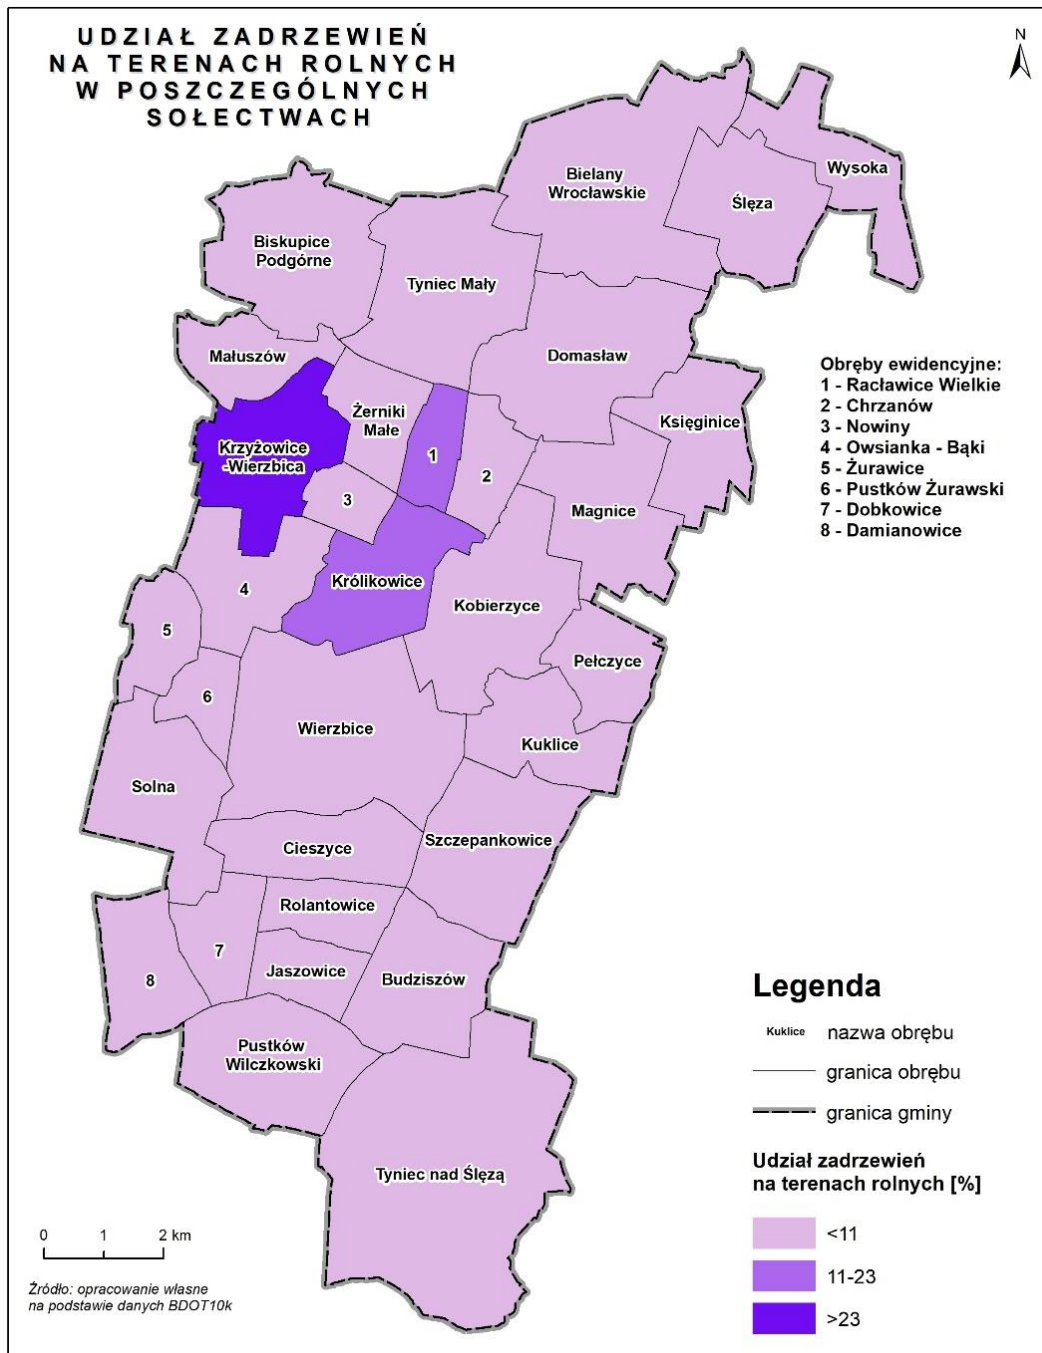 UDZIAŁ ZADRZEWIEŃ
NA TERENACH ROLNYCH
W POSZCZEGÓLNYCH
SOŁECTWACH
N
Wysoka
Bielany
Wrocławskie
Ślęza
Biskupice
Podgórne
Tyniec Mały
Małuszów
Domasław
Obręby ewidencyjne:
1 - Racławice Wielkie
2 - Chrzanów
3 - Nowiny
4 - Owsianka - Bąki
5 - Żurawice
6 - Pustków Żurawski
7 - Dobkowice
8 - Damianowice
Żerniki
Małe
Księginice
Krzyżowice
-Wierzbica
1
2
3
Magnice
Królikowice
4
Kobierzyce
5
Pełczyce
6
Wierzbice
Kuklice
Solna
Cieszyce
Szczepankowice
Rolantowice
7
Jaszowice
Budziszów
8
Pustków
Wilczkowski
Tyniec nad Ślęzą
Legenda
Kuklice nazwa obrębu
granica obrębu
granica gminy
Udział zadrzewień
na terenach rolnych [%]
<11
11-23
>23
0 1 2 km
Źródło: opracowanie własne
na podstawie danych BDOT10k